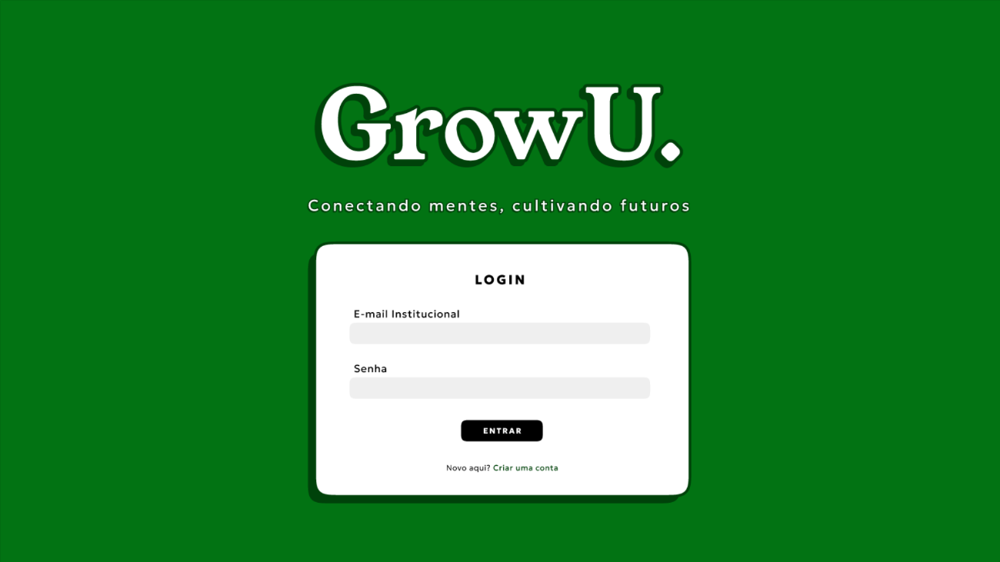 GrowU.
Conectando mentes, cultivando futuros
LOGIN
E-mail Institucional
Senha
ENTRAR
Novo aqui? Criar uma conta